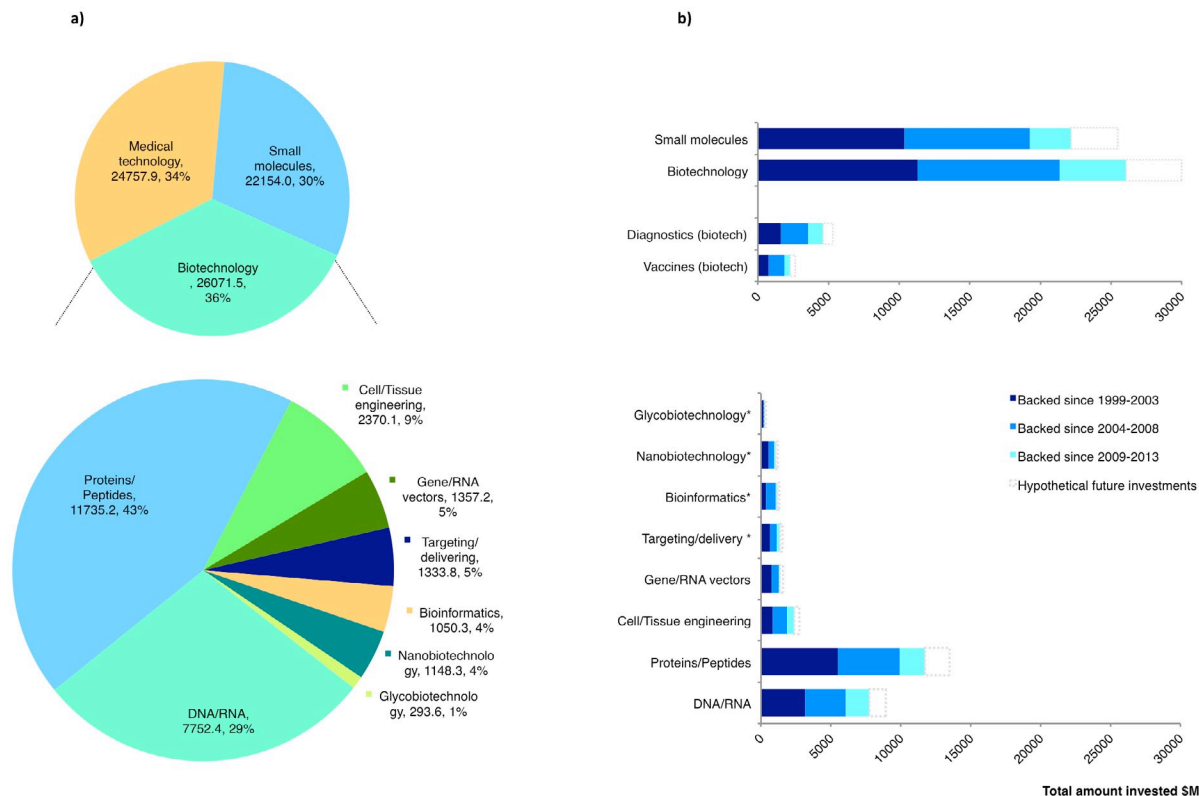 a)
Medical
technology,
24757.9, 34%
Small
molecules,
22154.0, 30%
Biotechnology
, 26071.5,
36%
Cell/Tissue
engineering,
2370.1, 9%
Proteins/
Peptides,
11735.2, 43%
Gene/RNA
vectors, 1357.2,
5%
Targeting/
delivering,
1333.8, 5%
Bioinformatics,
1050.3, 4%
Nanobiotechnolo
gy, 1148.3, 4%
Glycobiotechnolo
gy, 293.6, 1%
DNA/RNA,
7752.4, 29%
b)
Small molecules
Biotechnology
Diagnostics (biotech)
Vaccines (biotech)
0
5000
10000
15000
20000
25000
30000
Glycobiotechnology*
Nanobiotechnology*
Bioinformatics*
Targeting/delivery *
Gene/RNA vectors
Cell/Tissue engineering
Proteins/Peptides
DNA/RNA
Backed since 1999-2003
Backed since 2004-2008
Backed since 2009-2013
Hypothetical future investments
0
5000
10000
15000
20000
25000
30000
Total amount invested $M